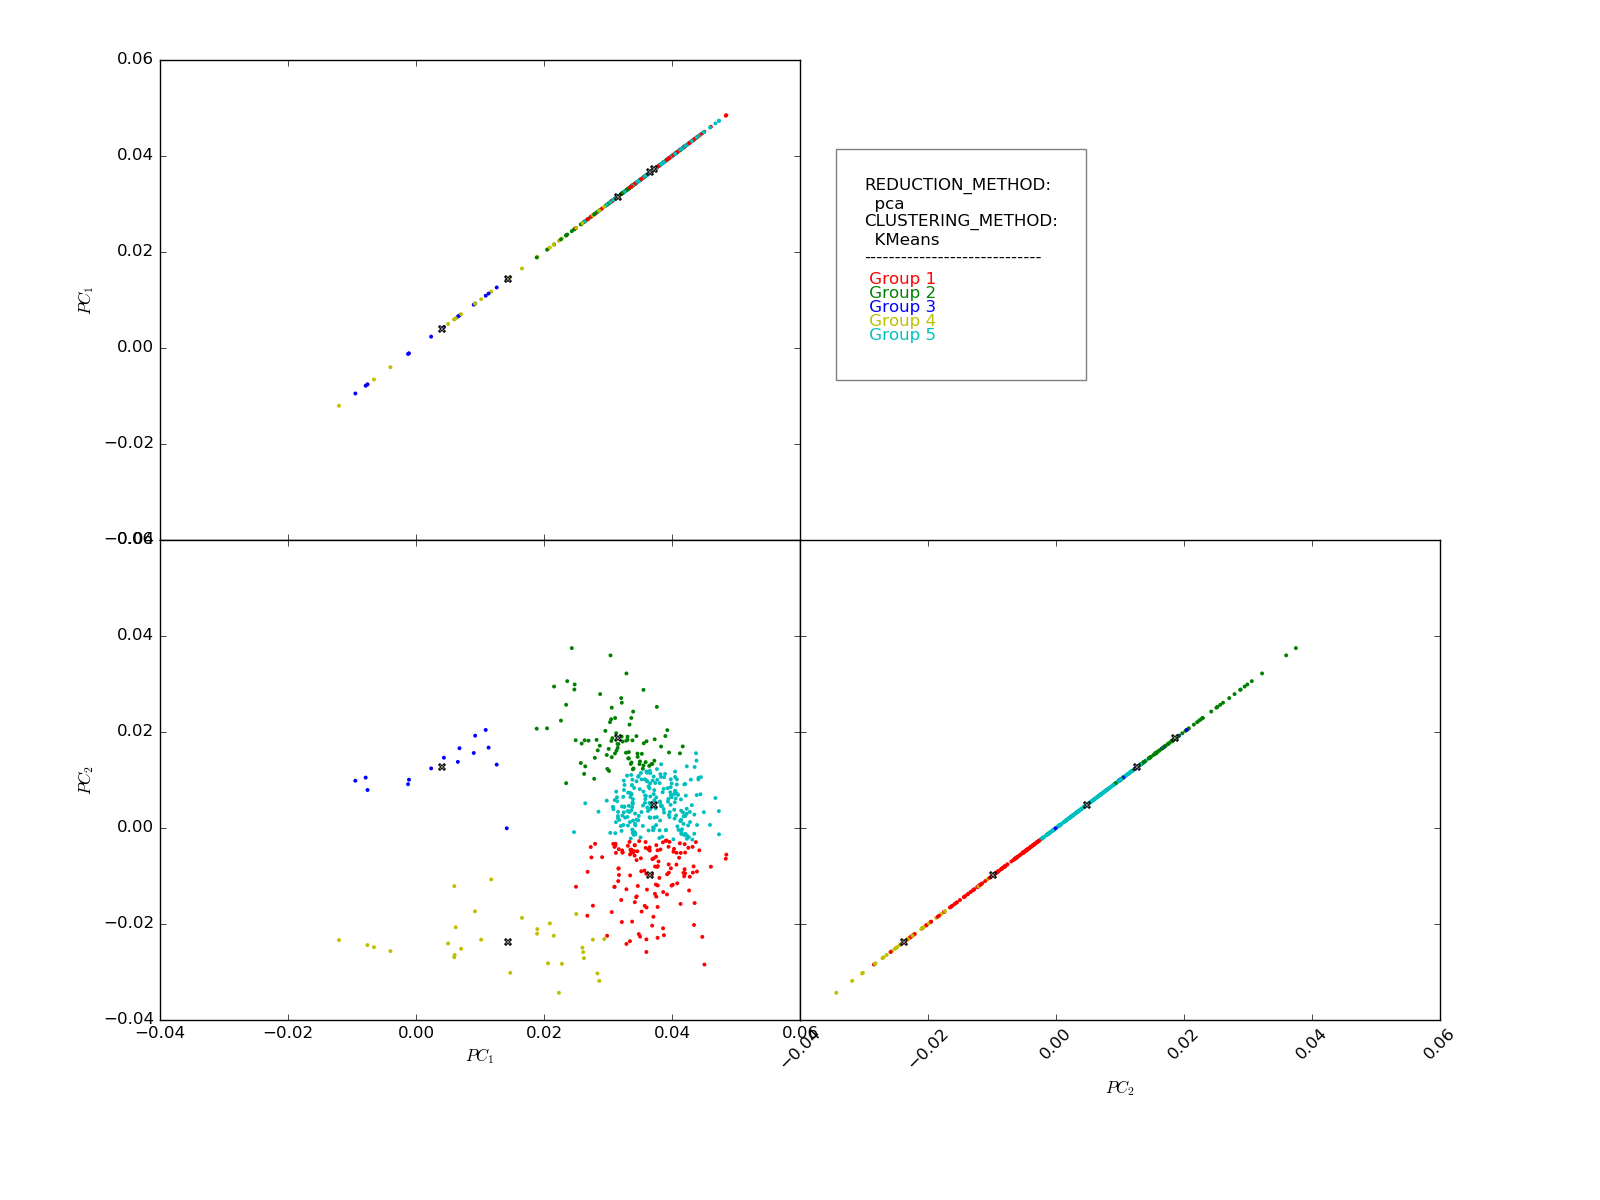 0.06
0.04
0.02
0.00
−0.02
PC1
REDUCTION_METHOD:
pca
CLUSTERING_METHOD:
KMeans
-----------------------------
Group 1
Group 2
Group 3
Group 4
Group 5
0.04
0.02
0.00
−0.02
−0.04
PC2
−0.04 −0.02 0.00 0.02 0.04 0.06
PC1
−0.04 −0.02 0.00 0.02 0.04 0.06
PC2